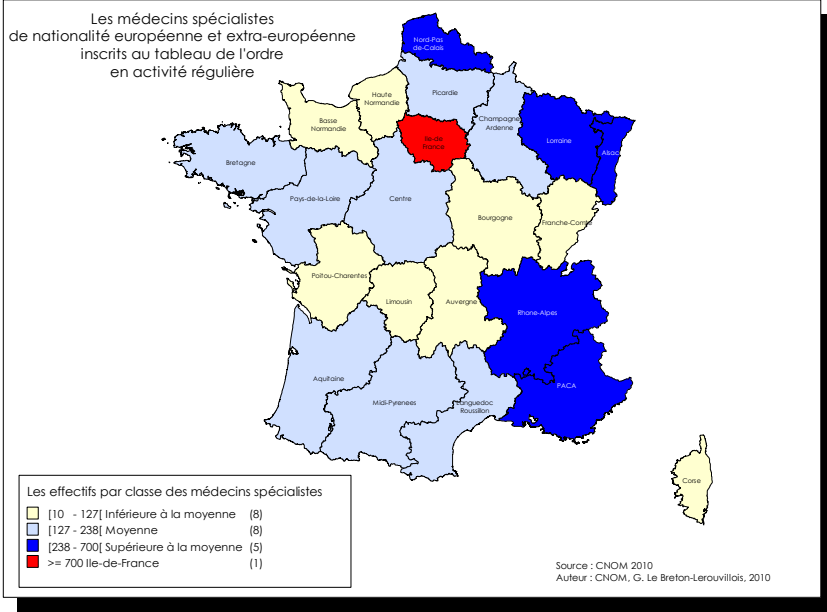 Les médecins spécialistes
de nationalité européenne et extra-européenne
inscrits au tableau de l'ordre
en activité régulière
Nord-Pas
de-Calais
Haute
Normandie
Picardie
Basse
Normandie
Champagne
Ardenne
Ile-de
France
Lorraine
Alsac
Bretagne
Pays-de-la-Loire
Centre
Bourgogne
Franche-Comté
Poitou-Charentes
Limousin
Auvergne
Rhone-Alpes
Aquitaine
Midi-Pyrenees
Languedoc
Roussillon
PACA
Corse
Les effectifs par classe des médecins spécialistes
[10 - 127[ Inférieure à la moyenne (8)
[127 - 238[ Moyenne (8)
[238 - 700[ Supérieure à la moyenne (5)
>= 700 Ile-de-France (1)
Source : CNOM 2010
Auteur : CNOM, G. Le Breton-Lerouvillois, 2010